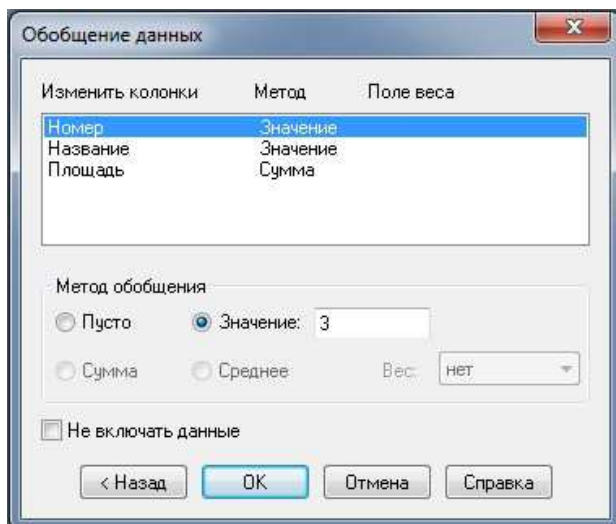 Обобщение данных
Изменить колонки Метод Поле веса
Номер Значение
Название Значение
Площадь Сумма
Метод обобщения
Пусто Значение: 3
Сумма Среднее Вес: нет
Не включать данные
< Назад OK Отмена Справка